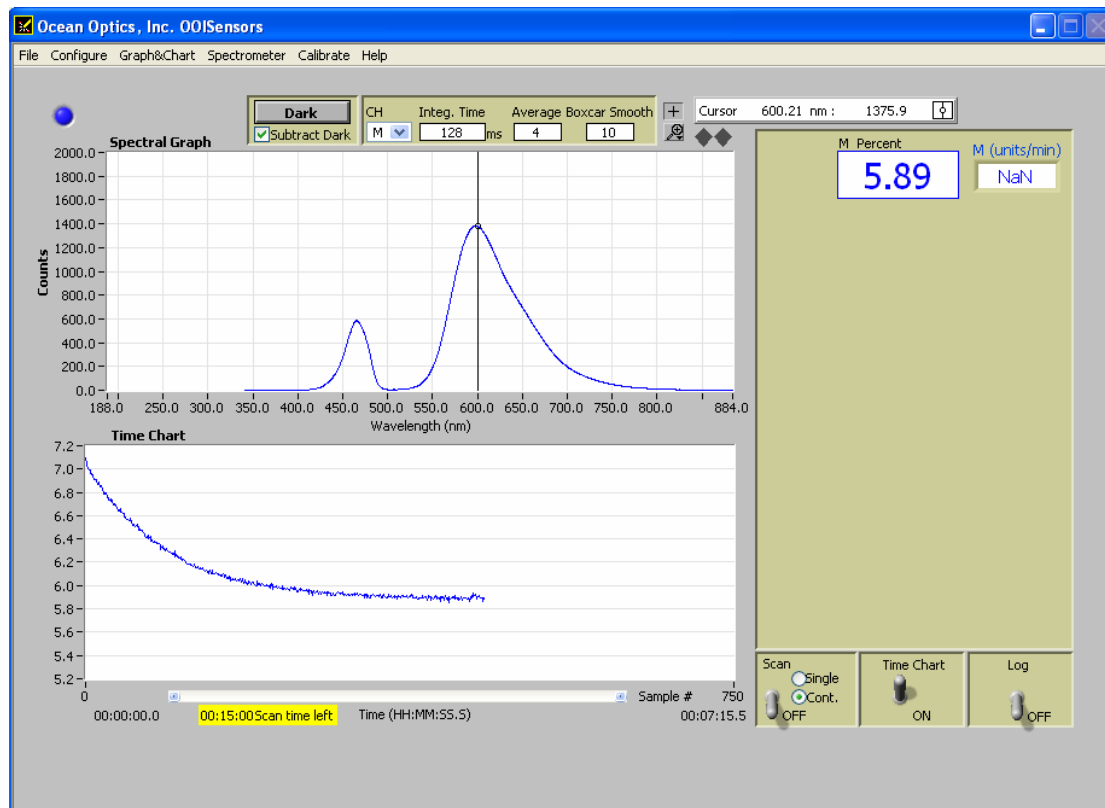 Ocean Optics, Inc. OOISensors
File Configure Graph&Chart Spectrometer Calibrate Help
Dark
Subtract Dark
CH Integ. Time Average Boxcar Smooth
M 128 ms 4 10
Cursor 600.21 nm : 1375.9
Spectral Graph
2000.0
1800.0
1600.0
1400.0
1200.0
1000.0
800.0
600.0
400.0
200.0
0.0
Counts
188.0 250.0 300.0 350.0 400.0 450.0 500.0 550.0 600.0 650.0 700.0 750.0 800.0 884.0
Wavelength (nm)
M Percent
5.89
M (units/min)
NaN
Time Chart
7.2
7.0
6.8
6.6
6.4
6.2
6.0
5.8
5.6
5.4
5.2
0 Sample # 750
00:00:00.0 00:15:00Scan time left Time (HH:MM:SS.S) 00:07:15.5
Scan
Single
Cont.
OFF
Time Chart
ON
Log
OFF